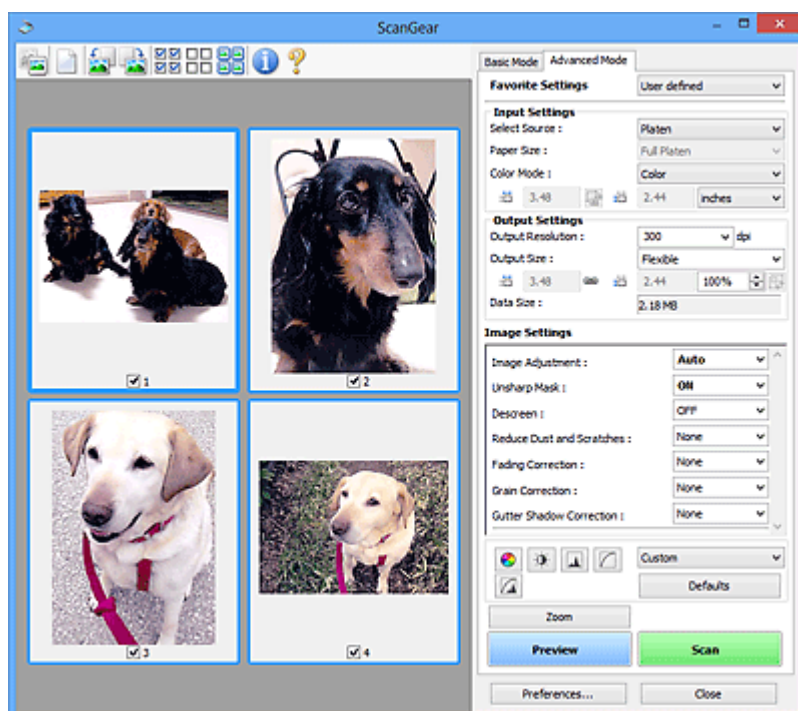 ScanGear
Basic Mode Advanced Mode
Favorite Settings User defined
Input Settings
Select Source : Platen
Paper Size : Full Platen
Color Mode : Color
3.48 2.44 inches
Output Settings
Output Resolution : 300 dpi
Output Size : Flexible
3.48 2.44 100%
Data Size : 2.18 MB
Image Settings
Image Adjustment : Auto
Unsharp Mask : ON
Descreen : OFF
Reduce Dust and Scratches : None
Fading Correction : None
Grain Correction : None
Gutter Shadow Correction : None
Custom
Defaults
Zoom
Preview Scan
Preferences... Close
1
2
3
4